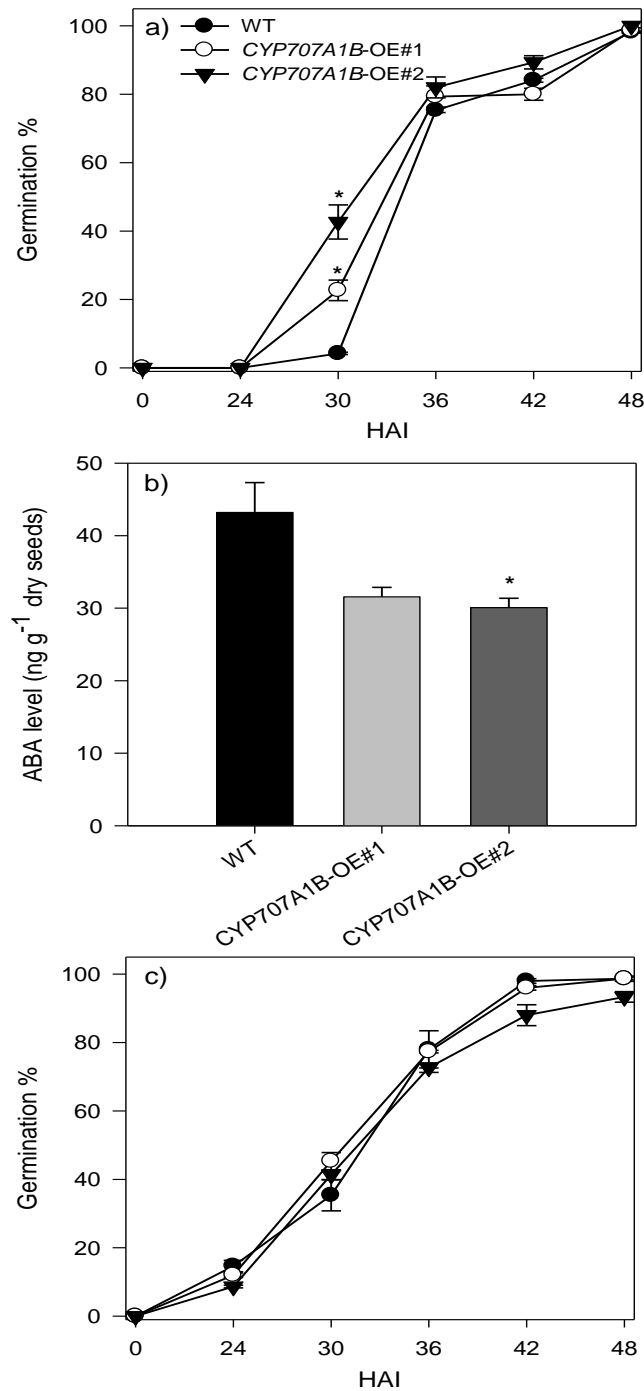 a)
WT
CYP707A1B-OE#1
CYP707A1B-OE#2
Germination %
100
80
60
40
20
0
*
*
0 24 30 36 42 48
HAI
b)
ABA level (ng g-1 dry seeds)
50
40
30
20
10
0
*
WT
CYP707A1B-OE#1
CYP707A1B-OE#2
c)
Germination %
100
80
60
40
20
0
0 24 30 36 42 48
HAI